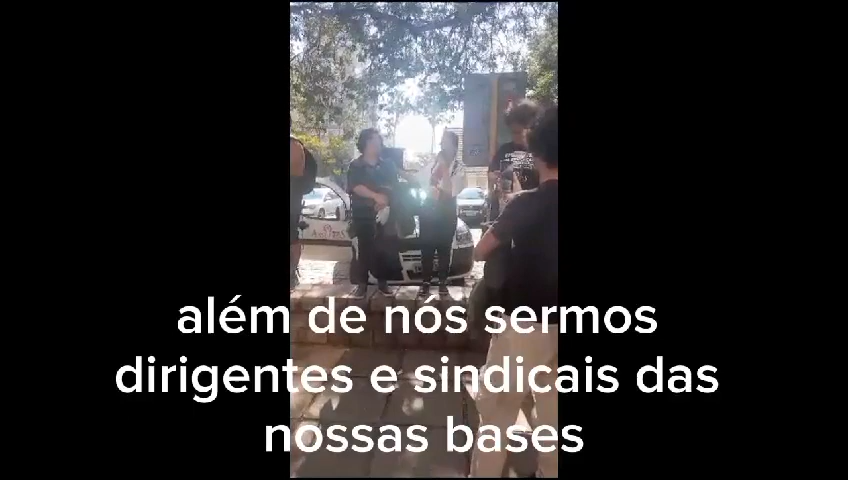 além de nós sermos
dirigentes e sindicais das
nossas bases